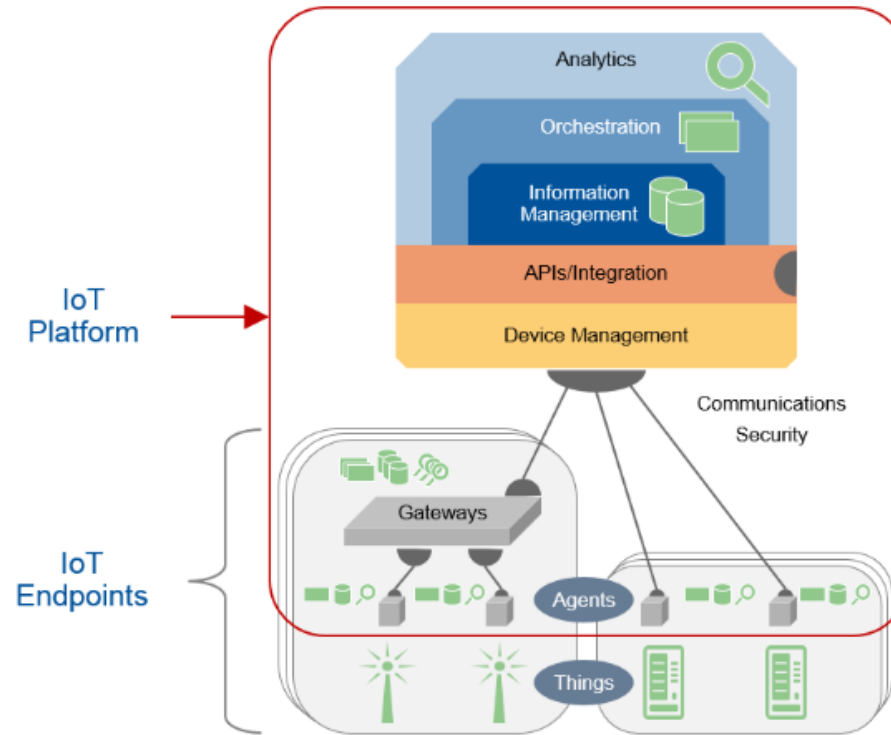 Analytics
Orchestration
Information
Management
APIs/Integration
IoT
Platform
Device Management
Communications
Security
Gateways
IoT
Endpoints
Agents
Things